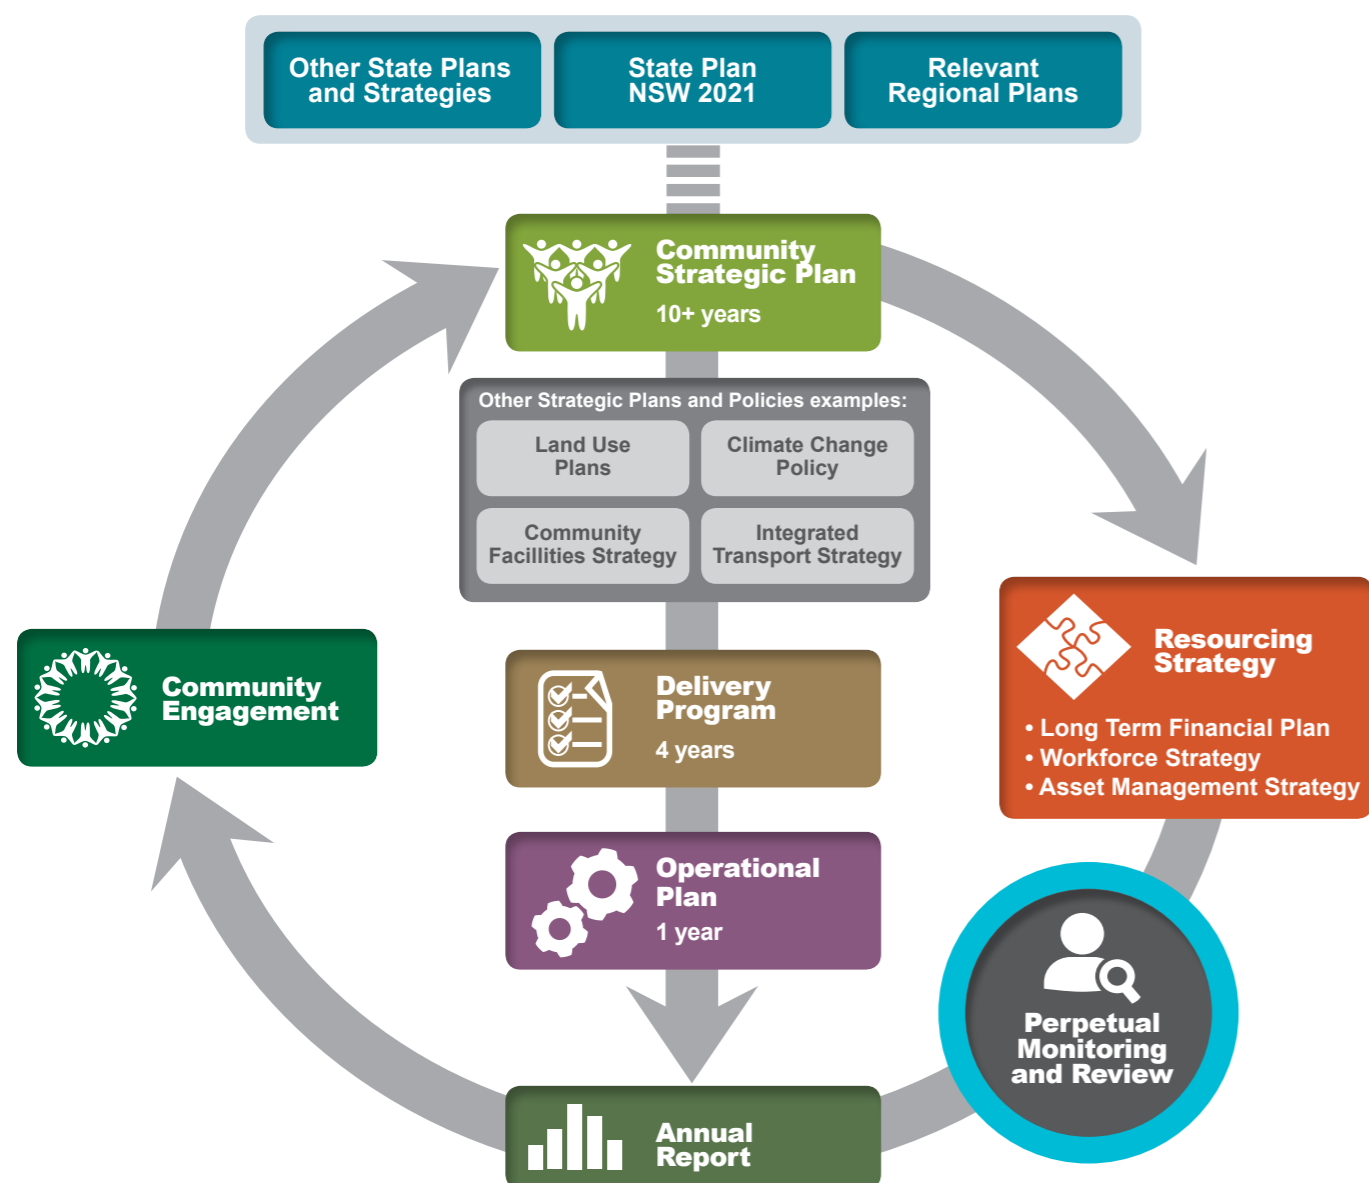 Other State Plans
and Strategies
State Plan
NSW 2021
Relevant
Regional Plans
Community
Strategic Plan
10+ years
Other Strategic Plans and Policies examples:
Land Use
Plans
Climate Change
Policy
Community
Facillities Strategy
Integrated
Transport Strategy
Community
Engagement
Resourcing
Strategy
• Long Term Financial Plan
• Workforce Strategy
• Asset Management Strategy
Delivery
Program
4 years
Operational
Plan
1 year
Perpetual
Monitoring
and Review
Annual
Report